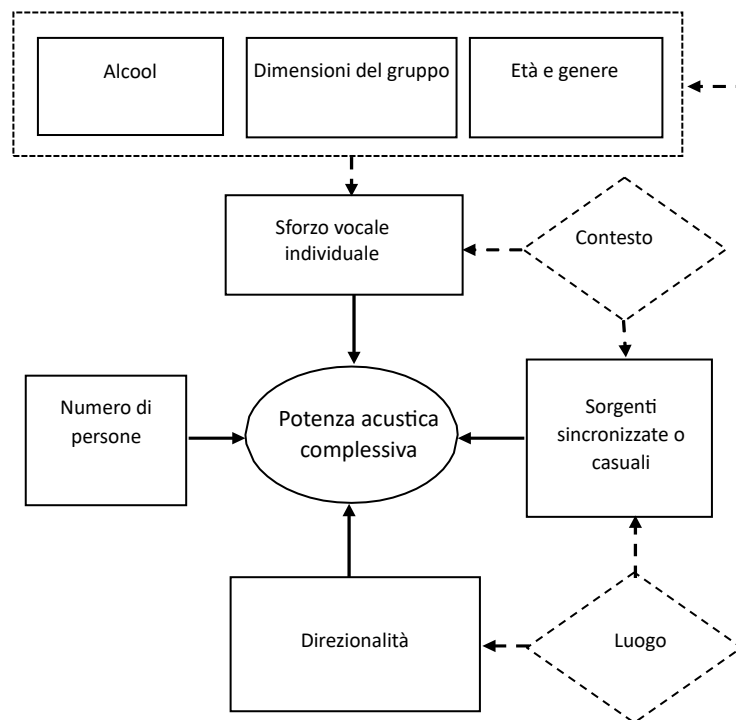 Alcool
Dimensioni del gruppo
Età e genere
Sforzo vocale
individuale
Contesto
Numero di
persone
Potenza acustica
complessiva
Sorgenti
sincronizzate o
casuali
Direzionalità
Luogo